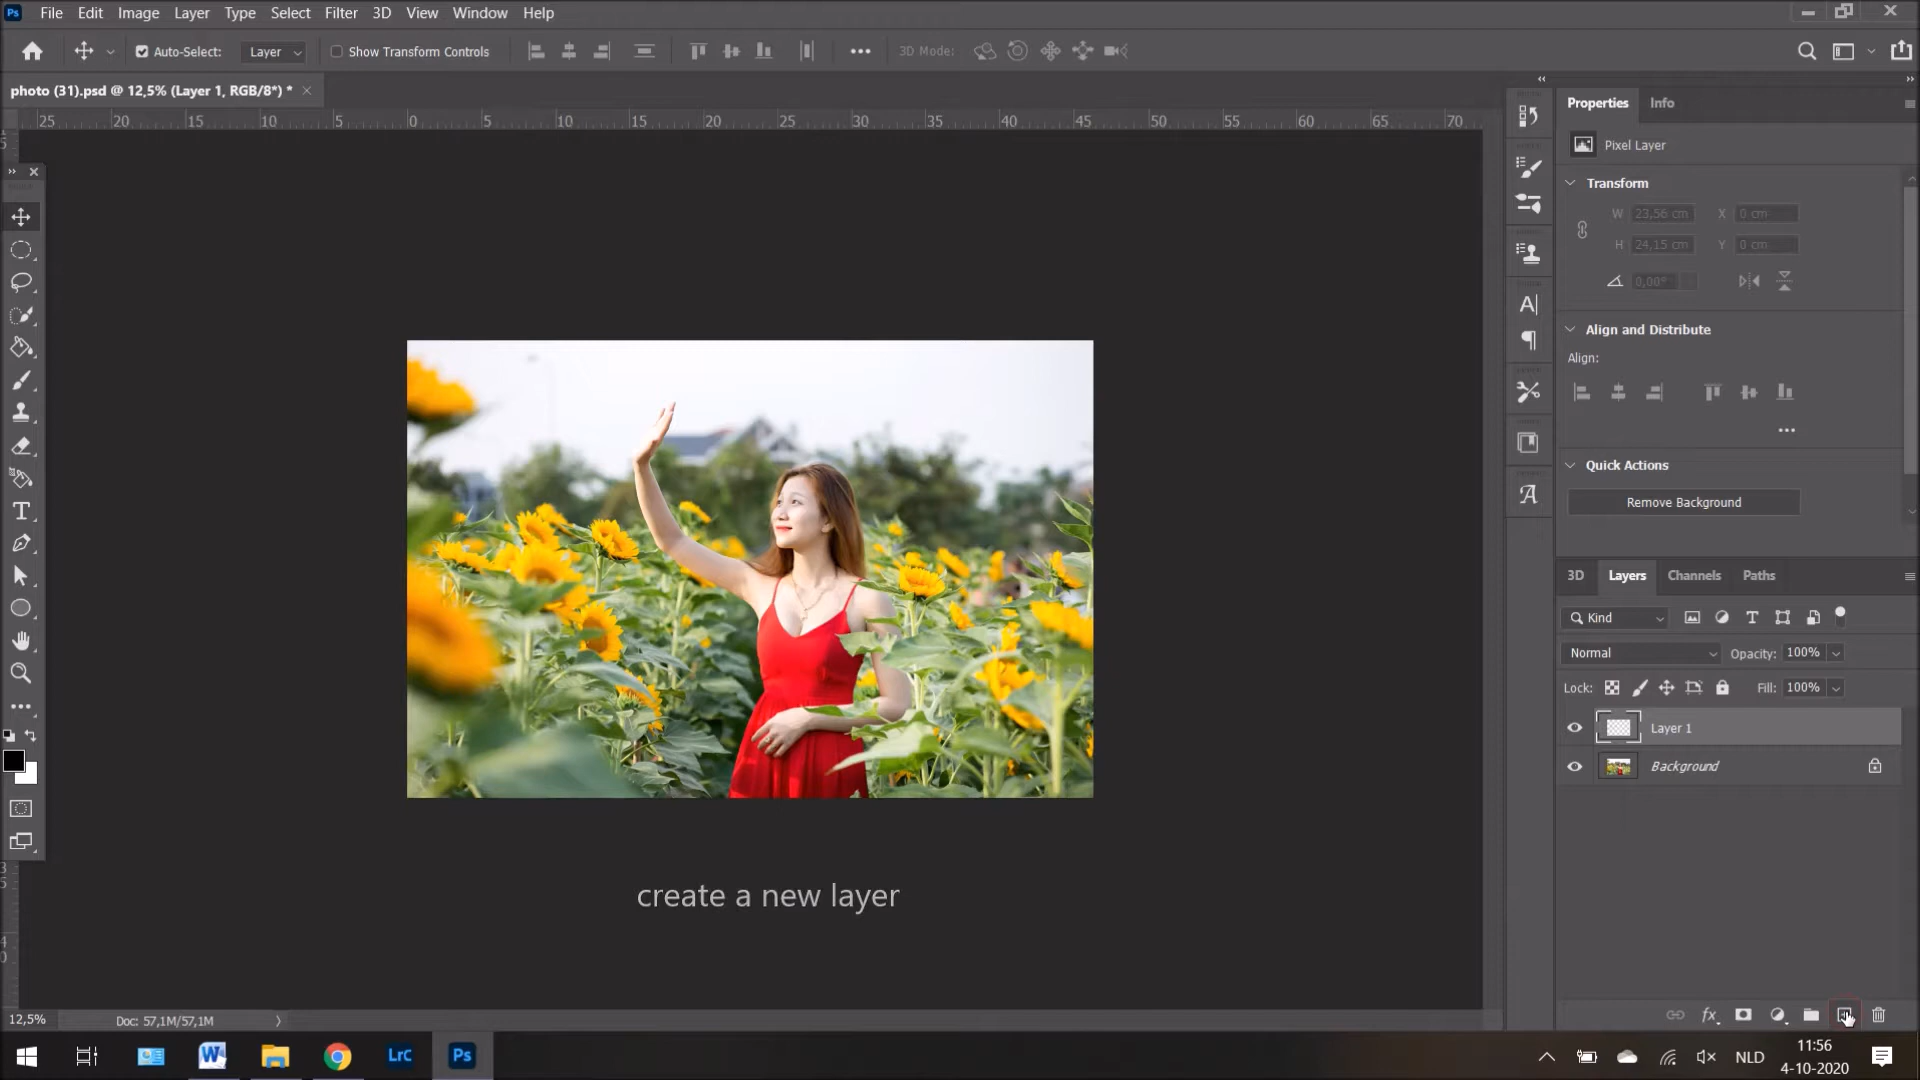 Ps File Edit Image Layer Type Select Filter 3D View Window Help
Auto-Select: Layer Show Transform Controls 3D Mode:
photo (31).psd @ 12,5% (Layer 1, RGB/8*) *
25 20 15 10 5 0 5 10 15 20 25 30 35 40 45 50 55 60 65 70
Properties Info
Pixel Layer
Transform
W 23,56 cm X 0 cm
H 24,15 cm Y 0 cm
0,00°
Align and Distribute
Align:
Quick Actions
Remove Background
3D Layers Channels Paths
Kind
Normal Opacity: 100%
Lock: Fill: 100%
Layer 1
Background
create a new layer
12,5% Doc: 57,1M/57,1M
LrC Ps NLD
11:56
4-10-2020